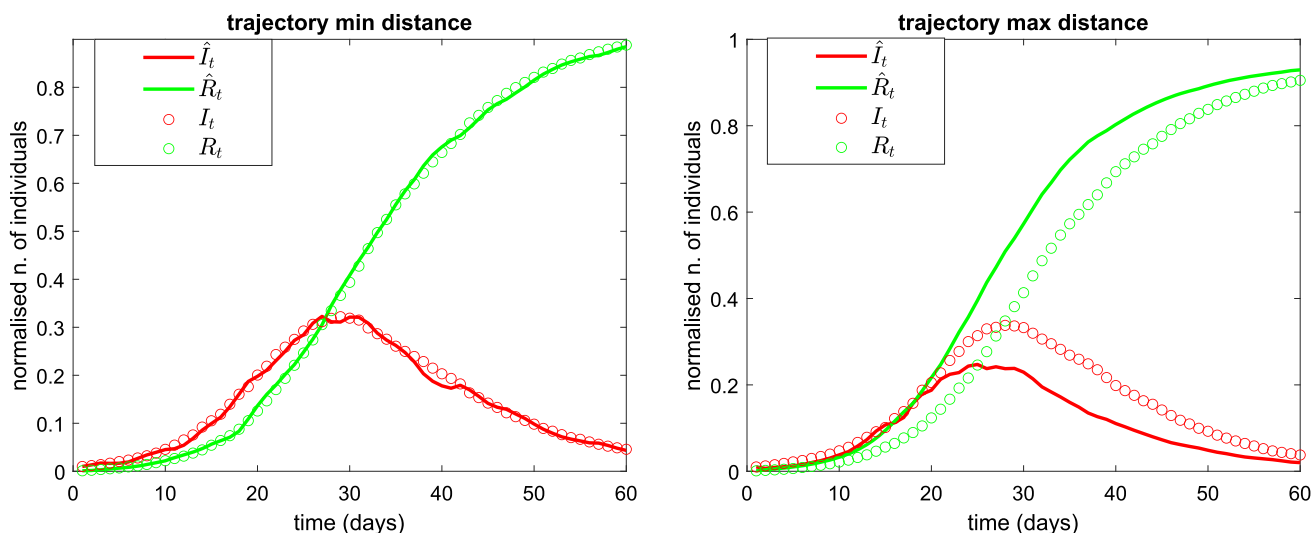 trajectory min distance
Î_t
R̂_t
I_t
R_t
normalised n. of individuals
0.8
0.7
0.6
0.5
0.4
0.3
0.2
0.1
0
0 10 20 30 40 50 60
time (days)
trajectory max distance
Î_t
R̂_t
I_t
R_t
normalised n. of individuals
1
0.8
0.6
0.4
0.2
0
0 10 20 30 40 50 60
time (days)